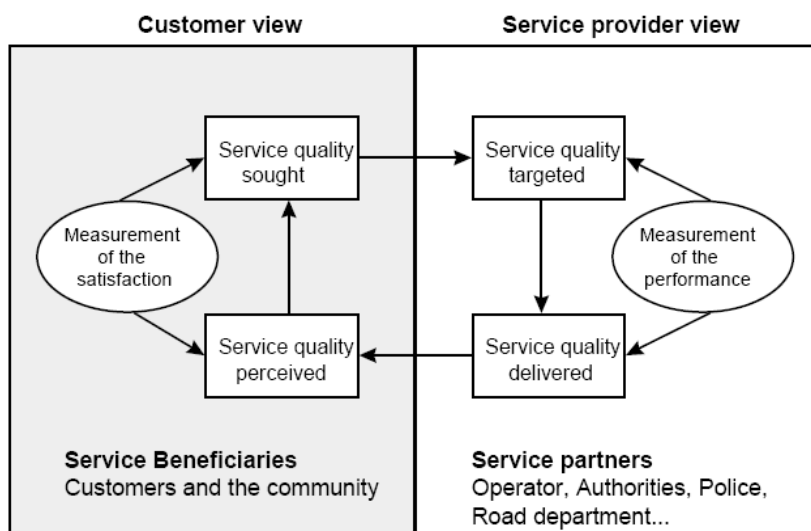 Customer view
Service provider view
Service quality
sought
Service quality
targeted
Measurement
of the
satisfaction
Measurement
of the
performance
Service quality
perceived
Service quality
delivered
Service Beneficiaries
Customers and the community
Service partners
Operator, Authorities, Police,
Road department...